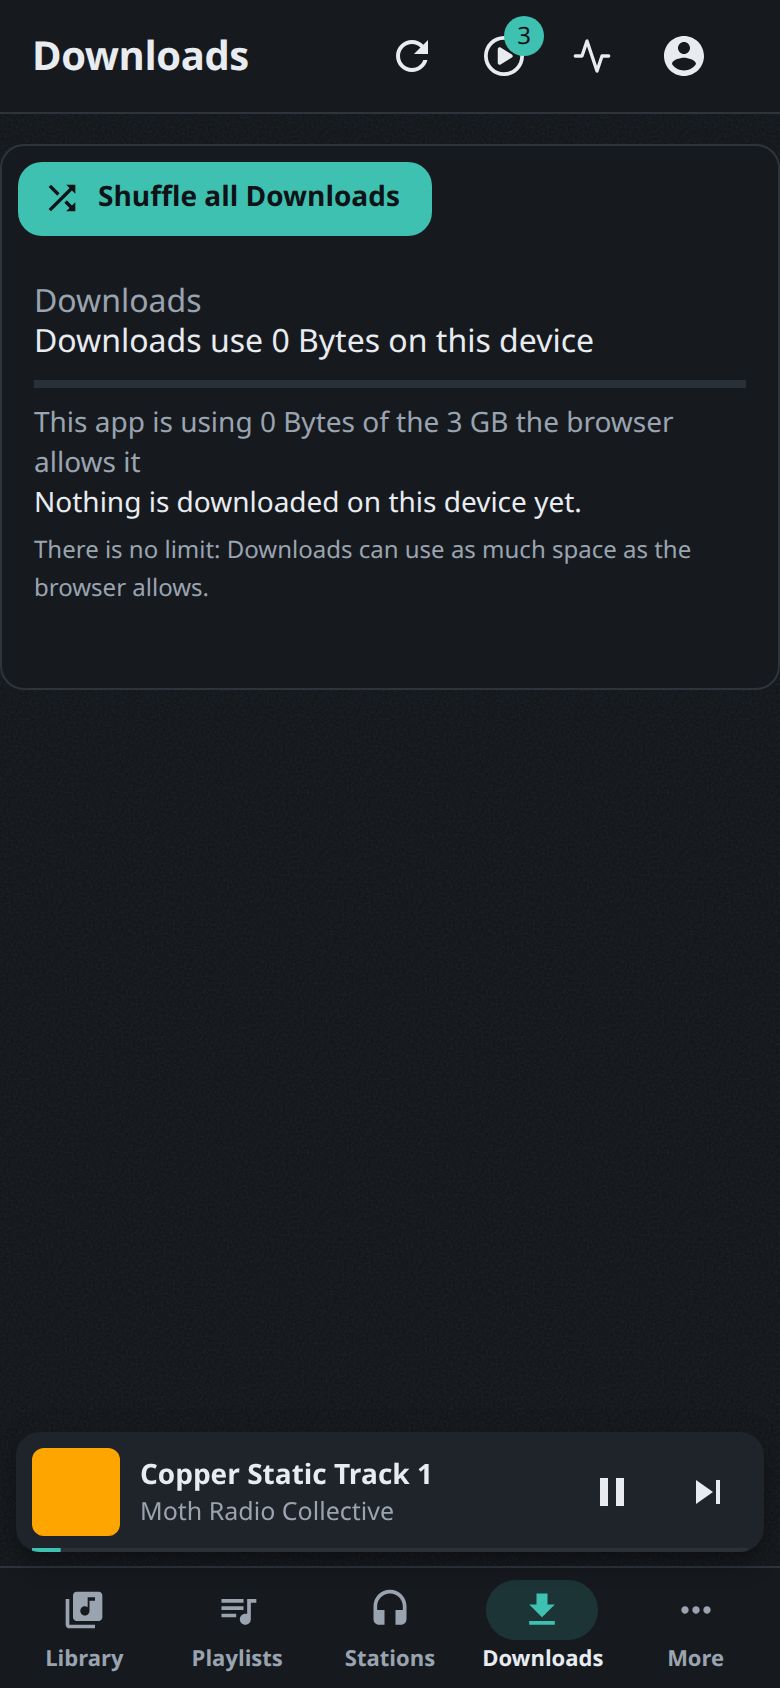 Downloads
3
Shuffle all Downloads
Downloads
Downloads use 0 Bytes on this device
This app is using 0 Bytes of the 3 GB the browser
allows it
Nothing is downloaded on this device yet.
There is no limit: Downloads can use as much space as the
browser allows.
Copper Static Track 1
Moth Radio Collective
Library
Playlists
Stations
Downloads
More